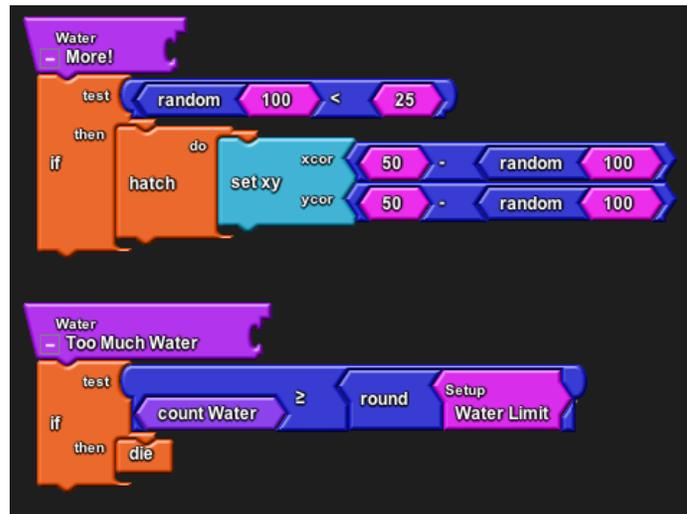 Water
– More!
test random 100 < 25
then
do
if
hatch
set xy
xcor 50 - random 100
ycor 50 - random 100
Water
– Too Much Water
test
count Water ≥ round Setup Water Limit
if
then die